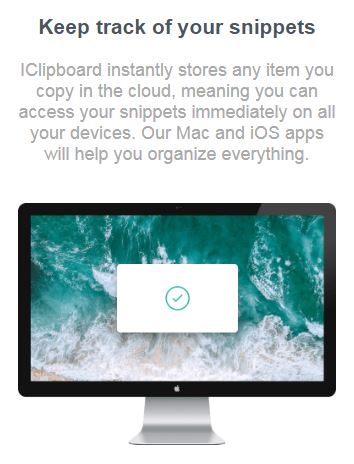 Keep track of your snippets
IClipboard instantly stores any item you
copy in the cloud, meaning you can
access your snippets immediately on all
your devices. Our Mac and iOS apps
will help you organize everything.